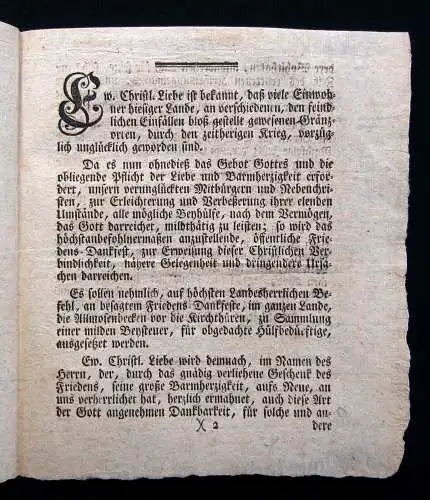 Ew. Christl. Liebe ist bekannt, daß viele Einwoh-
ner hiesiger Lande, an verschiedenen, den feind-
lichen Einfällen bloß gestellt gewesenen Gränz-
orten, durch den zeitherigen Krieg, vorzüg-
lich unglücklich geworden sind.
Da es nun ohnedieß das Gebot Gottes und die
obliegende Pflicht der Liebe und Barmherzigkeit erfor-
dert, unsern verunglückten Mitbürgern und Nebenchri-
sten, zur Erleichterung und Verbeßerung ihrer elenden
Umstände, alle mögliche Beyhülfe, nach dem Vermögen,
das Gott darreichet, mildthätig zu leisten; so wird das
höchstanbefohlnermaßen anzustellende, öffentliche Frie-
dens-Dankfest, zur Erweisung dieser Christlichen Ver-
bindlichkeit, nähere Gelegenheit und dringendere Ursa-
chen darreichen.
Es sollen nehmlich, auf höchsten Landesherrlichen Be-
fehl, an besagtem Friedens-Dankfeste, im ganzen Lande,
die Allmosenbecken vor die Kirchthüren, zu Sammlung
einer milden Beysteuer, für obgedachte Hülfbedürftige,
ausgesetzet werden.
Ew. Christl. Liebe wird demnach, im Namen des
Herrn, der, durch das gnädig verliehene Geschenk des
Friedens, seine große Barmherzigkeit, aufs Neue, an
uns verherrlichet hat, herzlich ermahnet, auch diese Art
der Gott angenehmen Dankbarkeit, für solche und an-
)( 2 dere